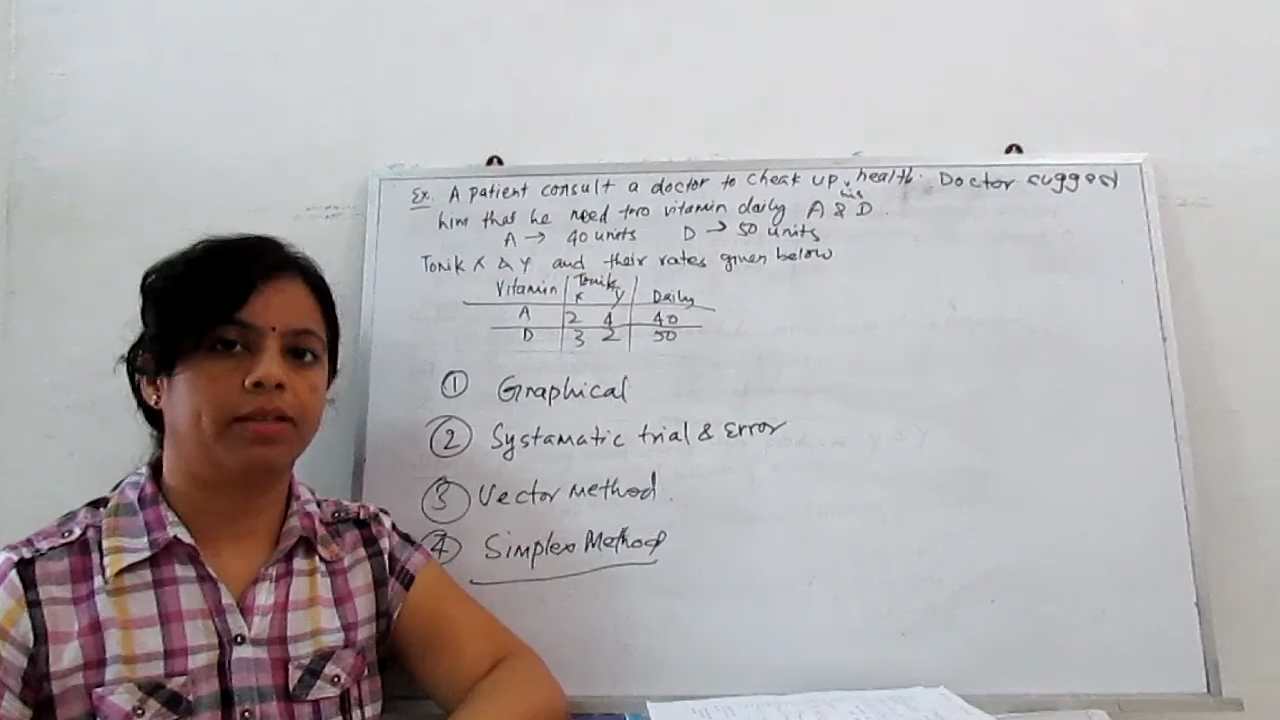 Ex. A patient consult a doctor to cheak up his health. Doctor suggest
him that he need two vitamin daily A & D.
A → 40 units D → 50 units
Tonik X & Y and their rates given below
Vitamin Tonik Daily
X Y
A 2 4 40
D 3 2 50
① Graphical
② Systamatic trial & Error
③ Vector Method.
④ Simplex Method